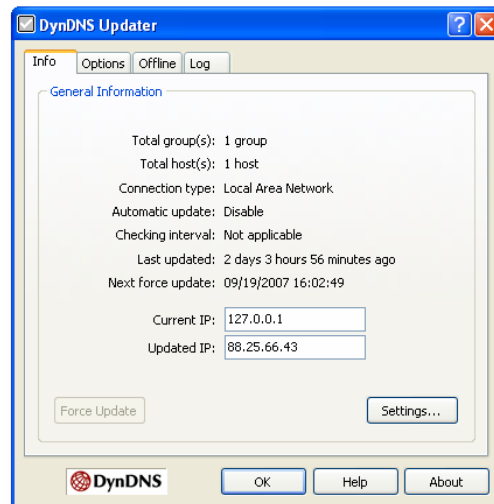 DynDNS Updater
Info Options Offline Log
General Information
Total group(s): 1 group
Total host(s): 1 host
Connection type: Local Area Network
Automatic update: Disable
Checking interval: Not applicable
Last updated: 2 days 3 hours 56 minutes ago
Next force update: 09/19/2007 16:02:49
Current IP: 127.0.0.1
Updated IP: 88.25.66.43
Force Update Settings...
DynDNS OK Help About